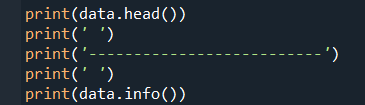 print(data.head())
print(' ')
print('--------------------------')
print(' ')
print(data.info())